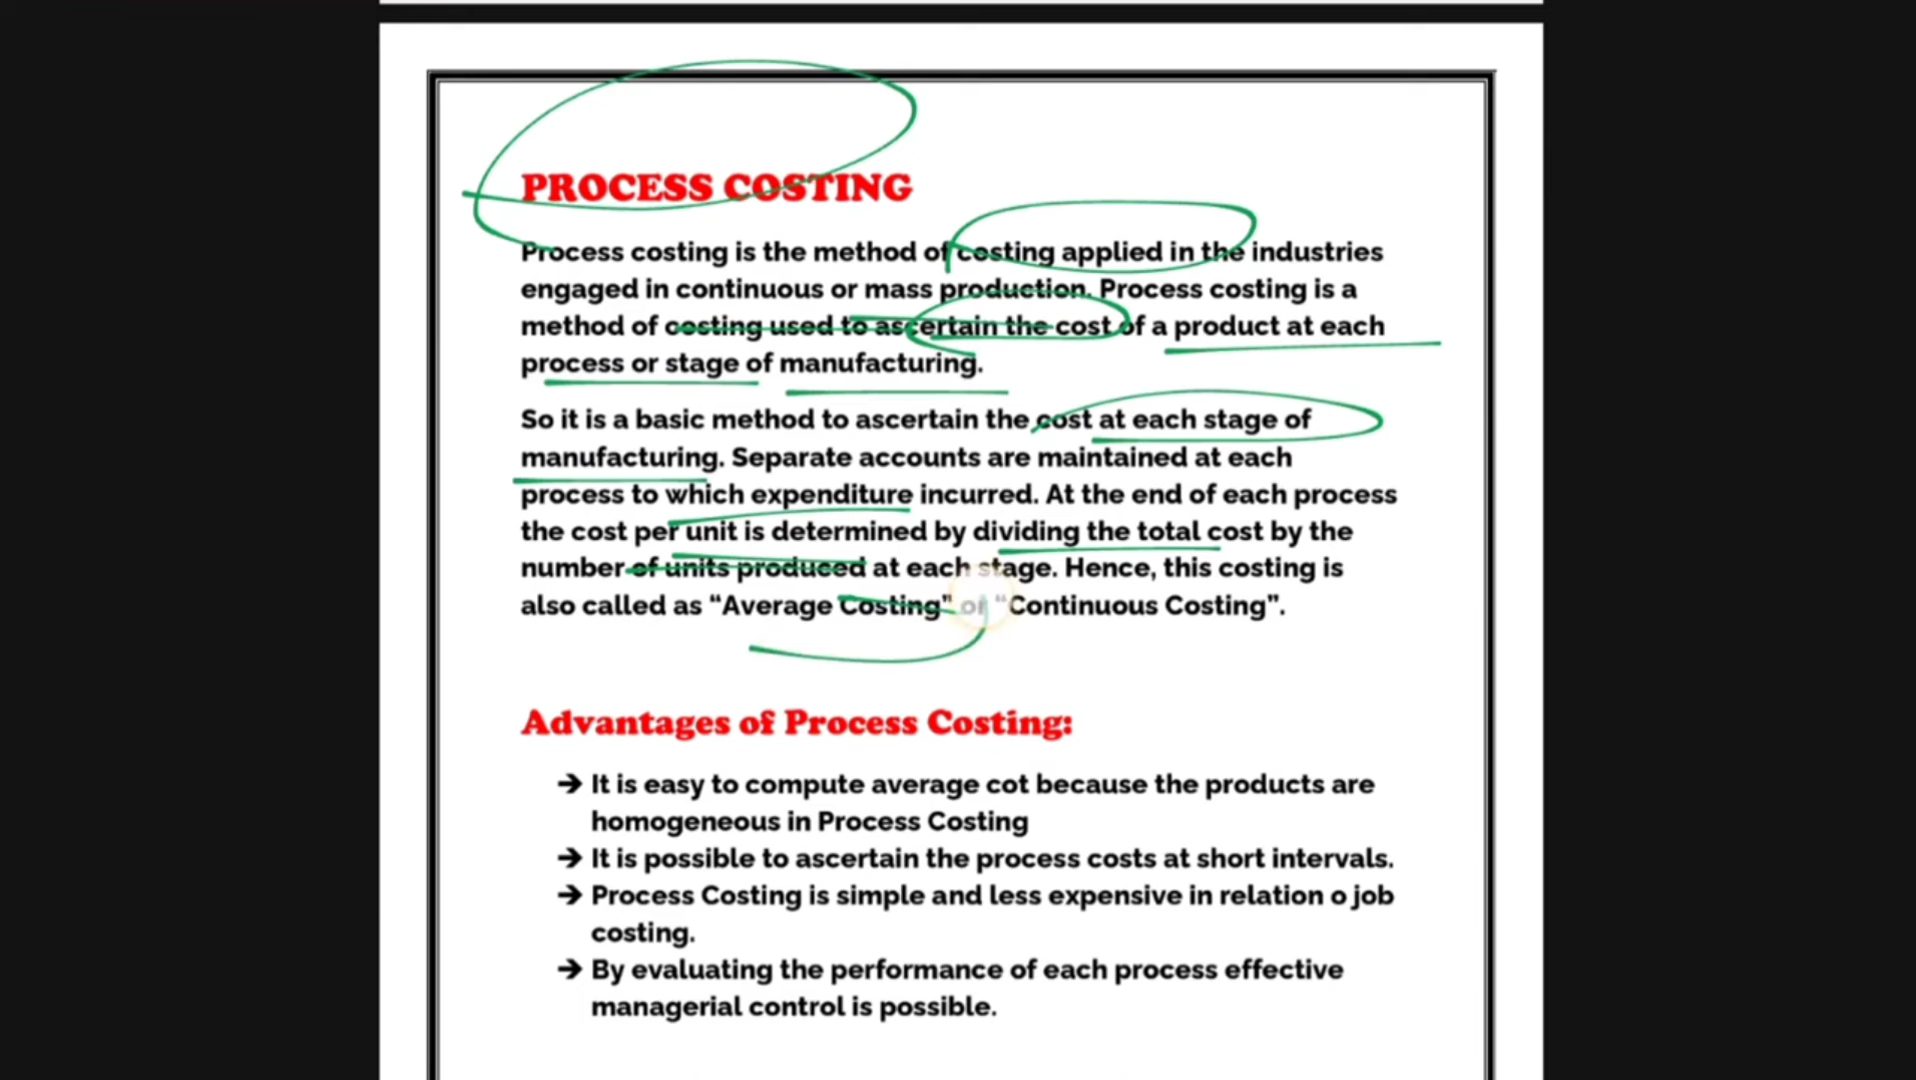 PROCESS COSTING
Process costing is the method of costing applied in the industries
engaged in continuous or mass production. Process costing is a
method of costing used to ascertain the cost of a product at each
process or stage of manufacturing.
So it is a basic method to ascertain the cost at each stage of
manufacturing. Separate accounts are maintained at each
process to which expenditure incurred. At the end of each process
the cost per unit is determined by dividing the total cost by the
number of units produced at each stage. Hence, this costing is
also called as “Average Costing” or “Continuous Costing”.
Advantages of Process Costing:
➔ It is easy to compute average cot because the products are
homogeneous in Process Costing
➔ It is possible to ascertain the process costs at short intervals.
➔ Process Costing is simple and less expensive in relation o job
costing.
➔ By evaluating the performance of each process effective
managerial control is possible.